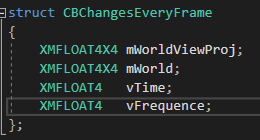 struct CBChangesEveryFrame
{
XMFLOAT4X4 mWorldViewProj;
XMFLOAT4X4 mWorld;
XMFLOAT4 vTime;
XMFLOAT4 vFrequence;
};